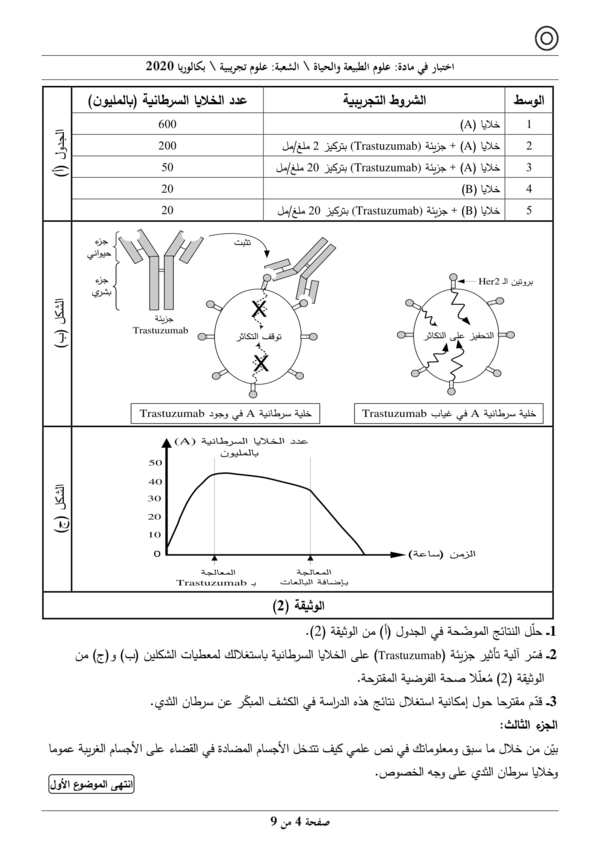 اختبار في مادة: علوم الطبيعة والحياة \ الشعبة: علوم تجريبية \ بكالوريا 2020
الوسط
الشروط التجريبية
عدد الخلايا السرطانية (بالمليون)
1
خلايا (A)
600
2
خلايا (A) + جزيئة (Trastuzumab) بتركيز 2 ملغ/مل
200
3
خلايا (A) + جزيئة (Trastuzumab) بتركيز 20 ملغ/مل
50
4
خلايا (B)
20
5
خلايا (B) + جزيئة (Trastuzumab) بتركيز 20 ملغ/مل
20
الجدول (أ)
جزء
حيواني
جزء
بشري
جزيئة
Trastuzumab
تثبت
X
توقف التكاثر
X
بروتين الـ Her2
التحفيز على التكاثر
خلية سرطانية A في وجود Trastuzumab
خلية سرطانية A في غياب Trastuzumab
الشكل (ب)
عدد الخلايا السرطانية (A)
بالمليون
50
40
30
20
10
0
الزمن (ساعة)
المعالجة
بـ Trastuzumab
المعالجة
بإضافة البالعات
الشكل (ج)
الوثيقة (2)
1ـ حلّل النتائج الموضّحة في الجدول (أ) من الوثيقة (2).
2ـ فسّر آلية تأثير جزيئة (Trastuzumab) على الخلايا السرطانية باستغلالك لمعطيات الشكلين (ب) و(ج) من
الوثيقة (2) مُعلّلا صحة الفرضية المقترحة.
3ـ قدّم مقترحا حول إمكانية استغلال نتائج هذه الدراسة في الكشف المبكّر عن سرطان الثدي.
الجزء الثالث:
بيّن من خلال ما سبق ومعلوماتك في نص علمي كيف تتدخل الأجسام المضادة في القضاء على الأجسام الغريبة عموما
وخلايا سرطان الثدي على وجه الخصوص.
انتهى الموضوع الأول
صفحة 4 من 9